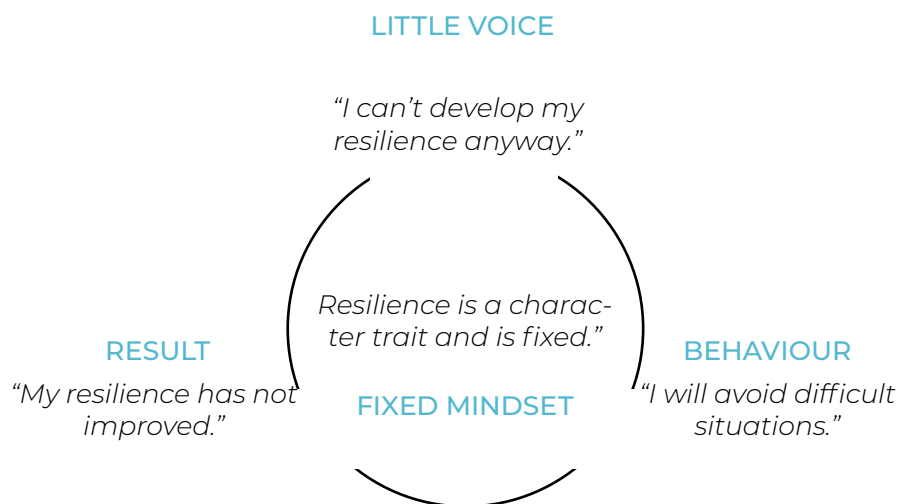 LITTLE VOICE
“I can’t develop my
resilience anyway.”
Resilience is a charac-
ter trait and is fixed.”
FIXED MINDSET
RESULT
“My resilience has not
improved.”
BEHAVIOUR
“I will avoid difficult
situations.”